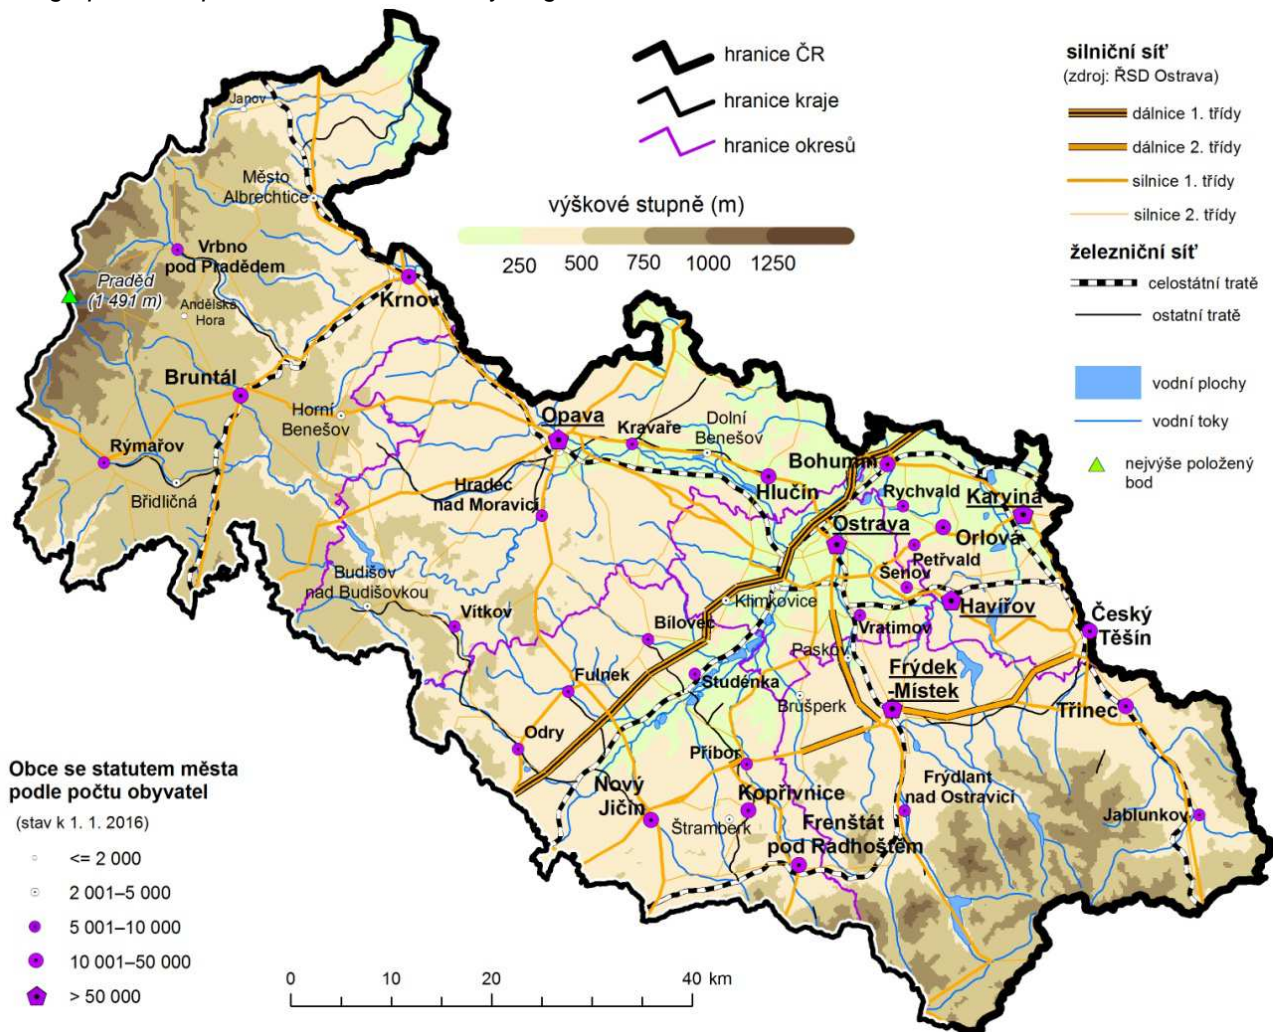 hranice ČR
hranice kraje
hranice okresů
výškové stupně (m)
250 500 750 1000 1250
silniční síť
(zdroj: ŘSD Ostrava)
dálnice 1. třídy
dálnice 2. třídy
silnice 1. třídy
silnice 2. třídy
železniční síť
celostátní tratě
ostatní tratě
vodní plochy
vodní toky
nejvýše položený
bod
Janov
Město
Albrechtice
Vrbno
pod Pradědem
Praděd
(1 491 m)
Andělská
Hora
Krnov
Bruntál
Horní
Benešov
Rýmařov
Břidličná
Opava
Kravaře
Dolní
Benešov
Hlučín
Bohumín
Rychvald
Karviná
Hradec
nad Moravicí
Ostrava
Orlová
Petřvald
Šenov
Budišov
nad Budišovkou
Vítkov
Klimkovice
Havířov
Bílovec
Vratimov
Český
Těšín
Paskov
Fulnek
Studénka
Brušperk
Frýdek
-Místek
Třinec
Odry
Příbor
Nový
Jičín
Kopřivnice
Štramberk
Frenštát
pod Radhoštěm
Frýdlant
nad Ostravicí
Jablunkov
Obce se statutem města
podle počtu obyvatel
(stav k 1. 1. 2016)
<= 2 000
2 001–5 000
5 001–10 000
10 001–50 000
> 50 000
0 10 20 40 km